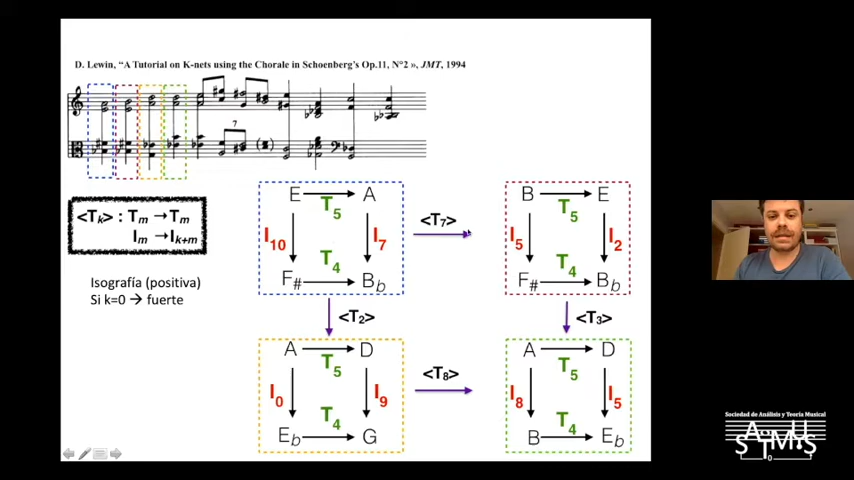 D. Lewin, “A Tutorial on K-nets using the Chorale in Schoenberg's Op.11, N°2 », JMT, 1994
7
<Tk> : Tm → Tm
Im → Ik+m
Isografía (positiva)
Si k=0 → fuerte
E T5 A
I10 I7
F# T4 Bb
<T7>
B T5 E
I5 I2
F# T4 Bb
<T2>
<T3>
A T5 D
I0 I9
Eb T4 G
<T8>
A T5 D
I8 I5
B T4 Eb
Sociedad de Análisis y Teoría Musical